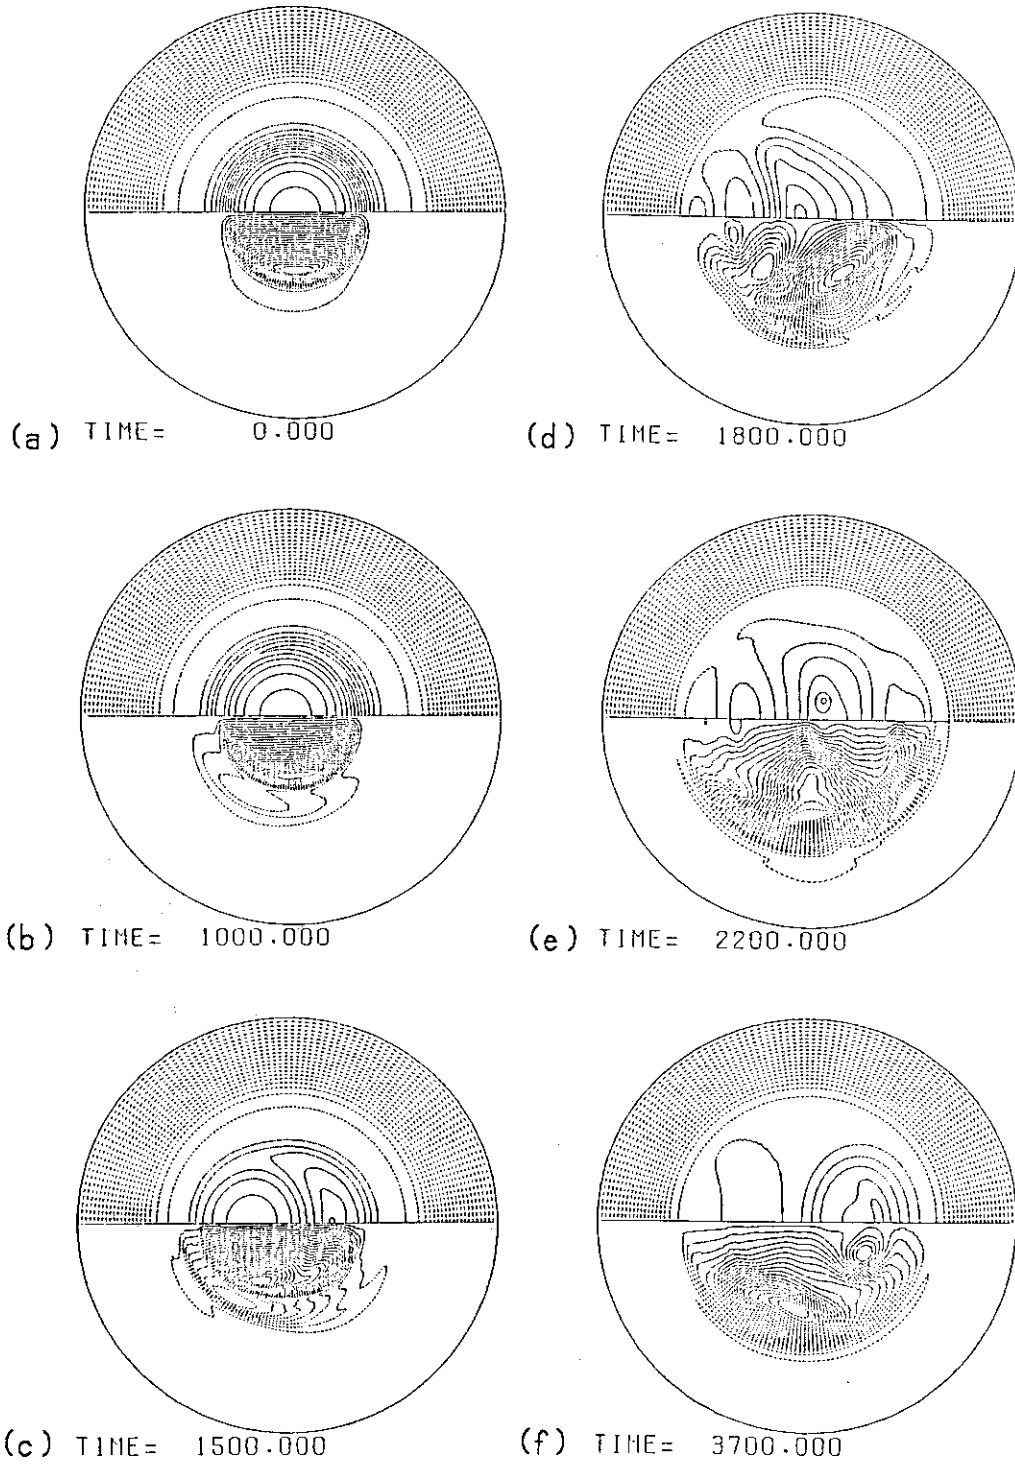 (a) TIME= 0.000
(d) TIME= 1800.000
(b) TIME= 1000.000
(e) TIME= 2200.000
(c) TIME= 1500.000
(f) TIME= 3700.000